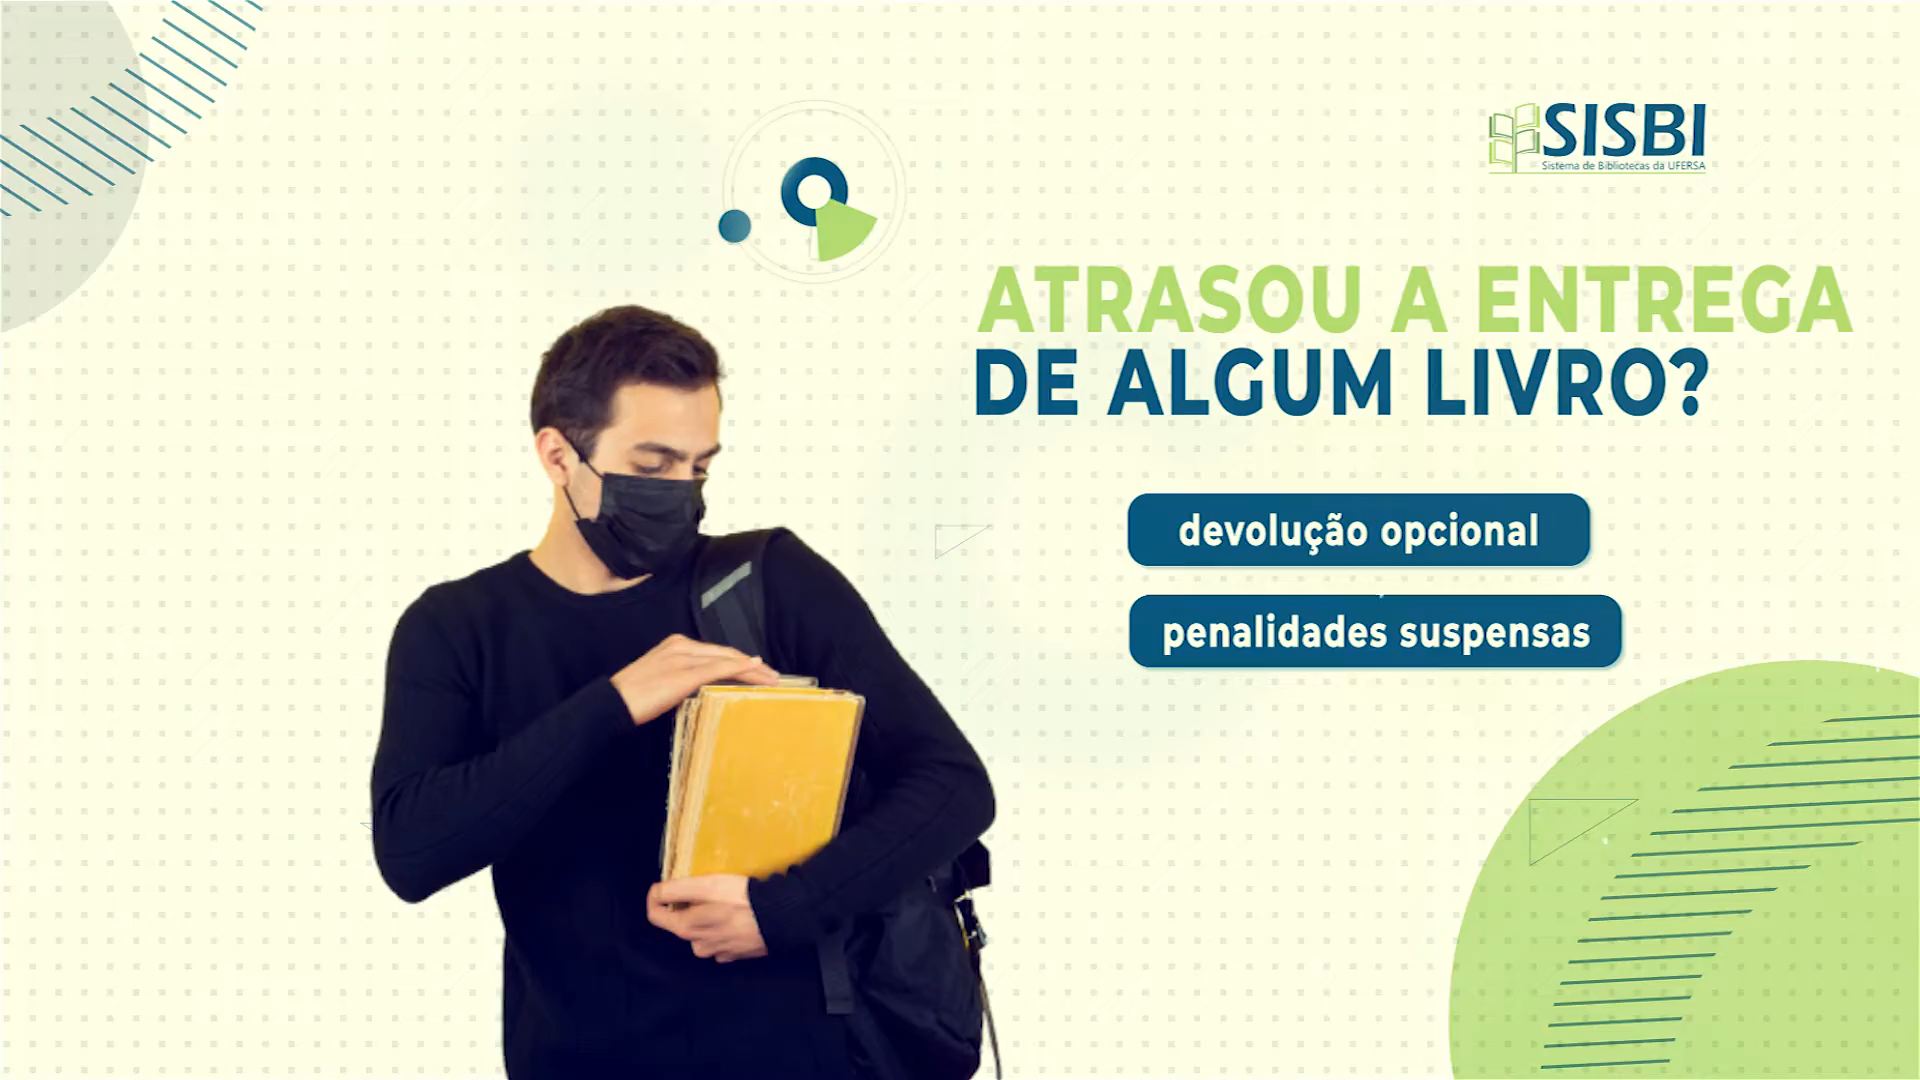 SISBI
Sistema de Bibliotecas da UFERSA
ATRASOU A ENTREGA
DE ALGUM LIVRO?
devolução opcional
penalidades suspensas